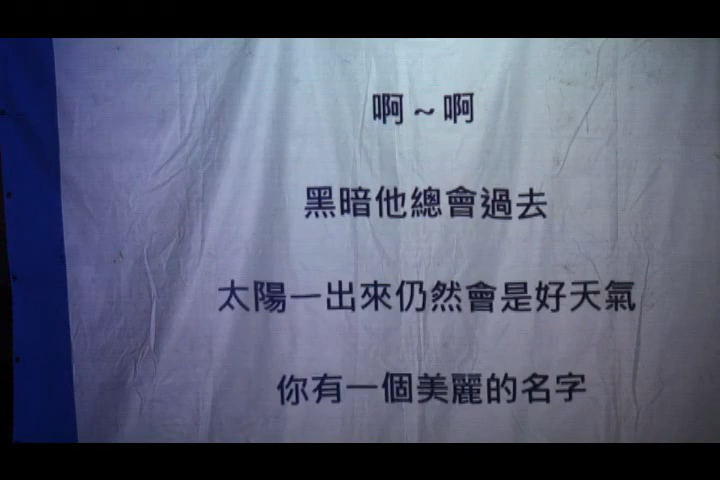 啊~啊
黑暗他總會過去
太陽一出來仍然會是好天氣
你有一個美麗的名字